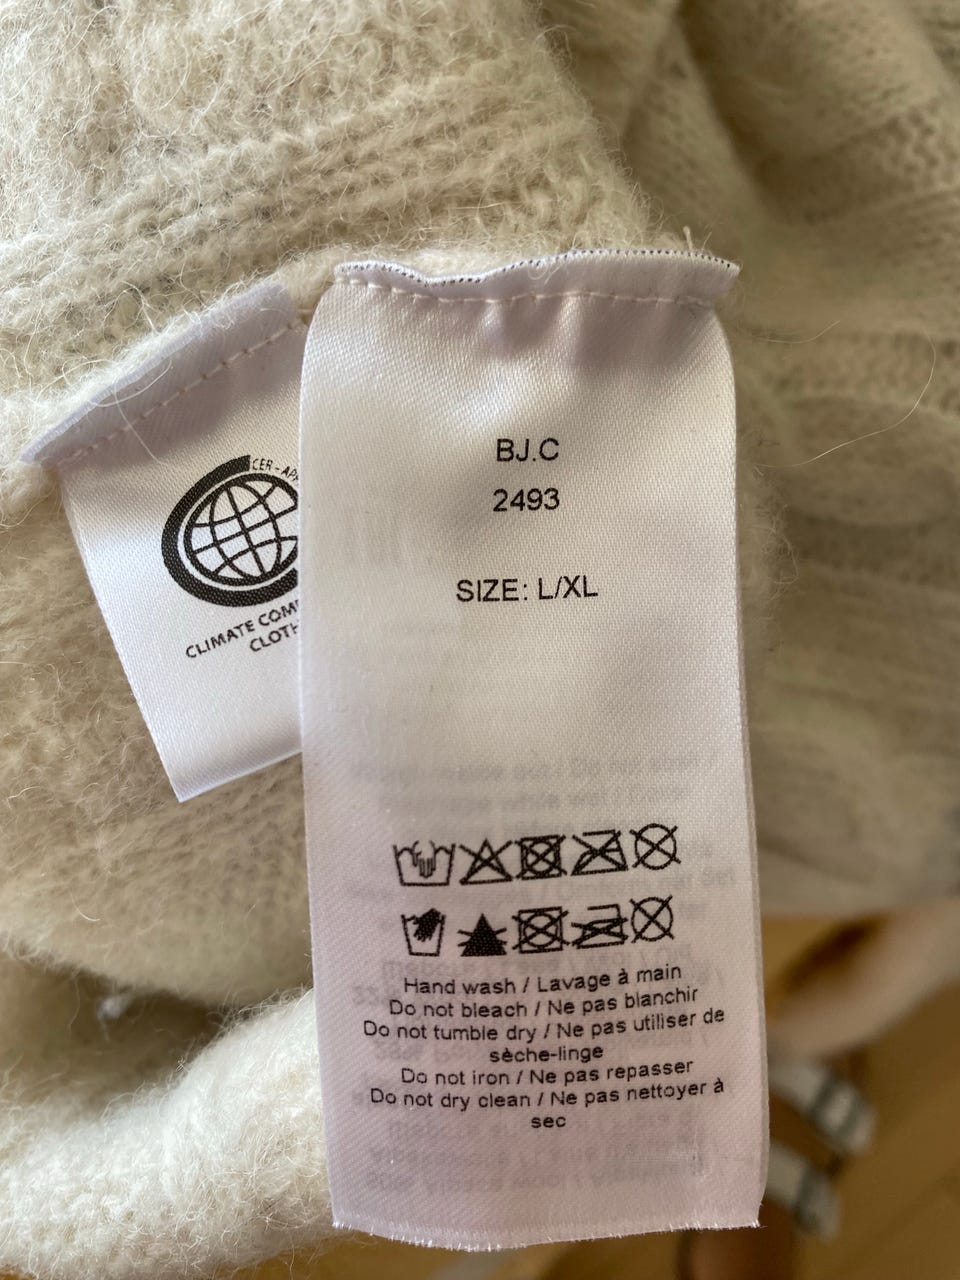 CER-
CLIMATE
CLOTH
BJ.C
2493
SIZE: L/XL
Hand wash / Lavage à main
Do not bleach / Ne pas blanchir
Do not tumble dry / Ne pas utiliser de
sèche-linge
Do not iron / Ne pas repasser
Do not dry clean / Ne pas nettoyer à
sec